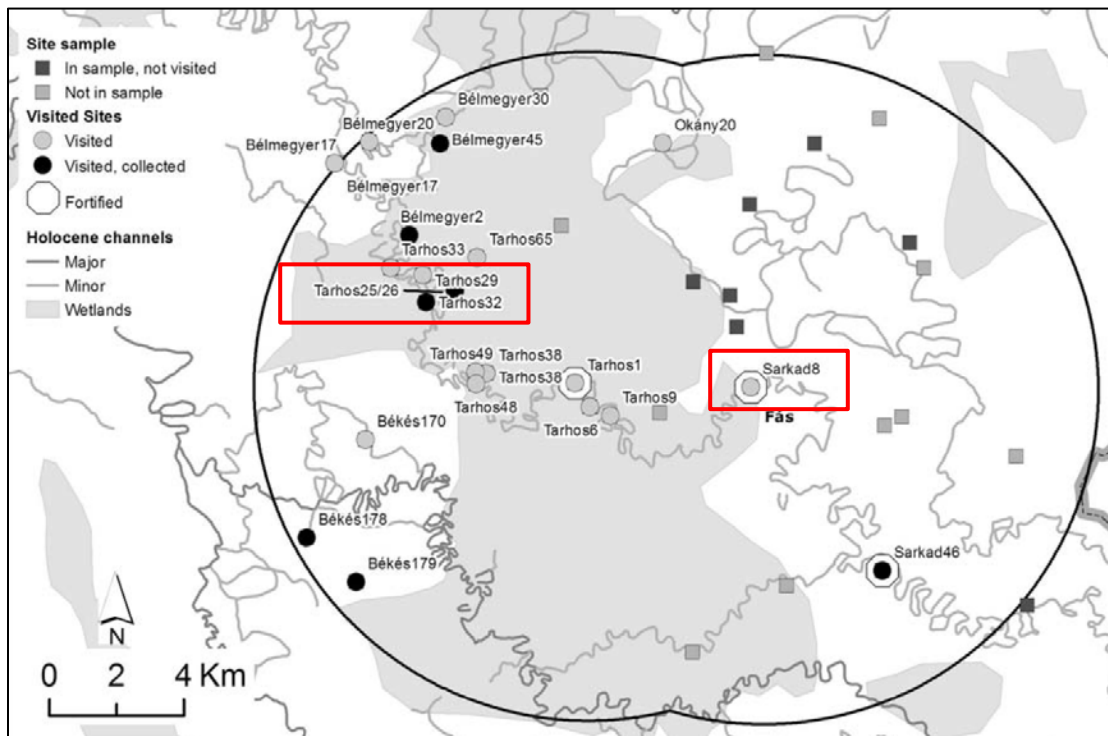 Site sample
In sample, not visited
Not in sample
Visited Sites
Visited
Visited, collected
Fortified
Holocene channels
Major
Minor
Wetlands
Bélmegyer30
Bélmegyer20
Bélmegyer45
Okány20
Bélmegyer17
Bélmegyer17
Bélmegyer2
Tarhos33
Tarhos65
Tarhos29
Tarhos25/26
Tarhos32
Tarhos49
Tarhos38
Tarhos1
Sarkad8
Tarhos38
Tarhos48
Tarhos9
Fás
Tarhos6
Békés170
Békés178
Békés179
Sarkad46
N
0 2 4 Km